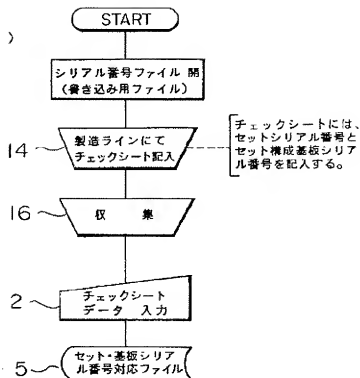 )
START
シリアル番号ファイル 開
(書き込み用ファイル)
14
製造ラインにて
チェックシート記入
チェックシートには、
セットシリアル番号と
セット構成基板シリア
ル番号を記入する。
16
収 集
2
チェックシート
データ 入力
5
セット・基板シリア
ル番号対応ファイル